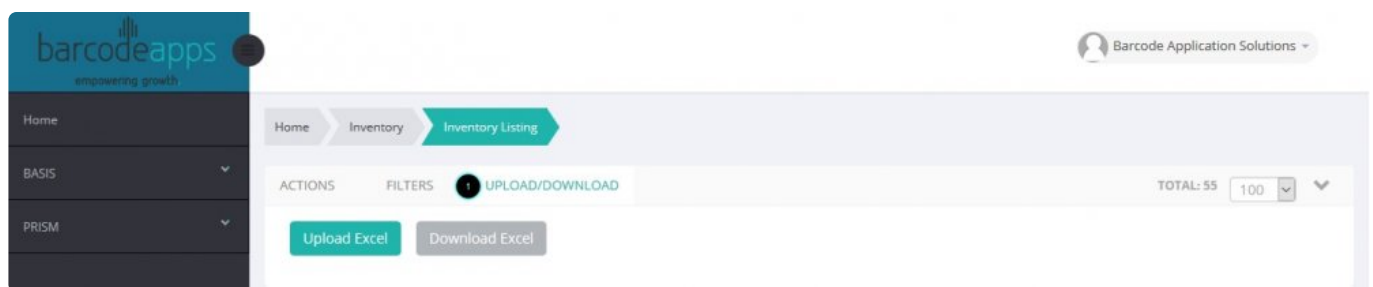 barcodeapps
empowering growth
Barcode Application Solutions
Home
BASIS
PRISM
Home Inventory Inventory Listing
ACTIONS FILTERS 1 UPLOAD/DOWNLOAD TOTAL: 55 100
Upload Excel Download Excel